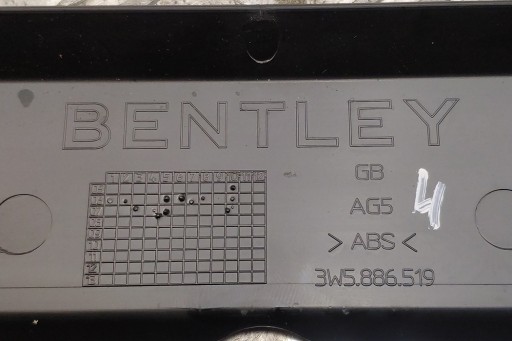 BENTLEY
GB
AG5
4
> ABS <
3W5.886.519